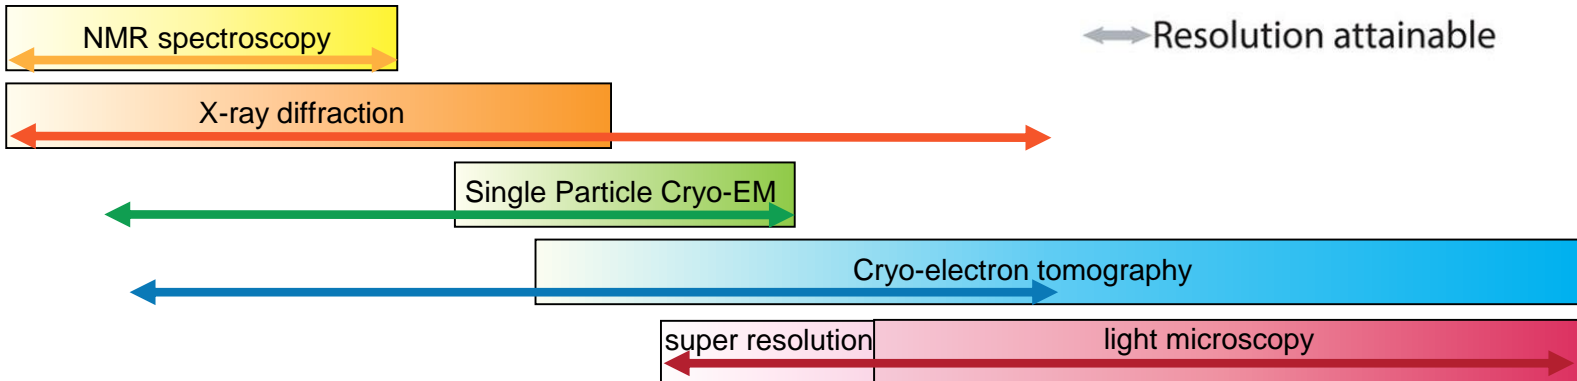 NMR spectroscopy
Resolution attainable
X-ray diffraction
Single Particle Cryo-EM
Cryo-electron tomography
super resolution
light microscopy